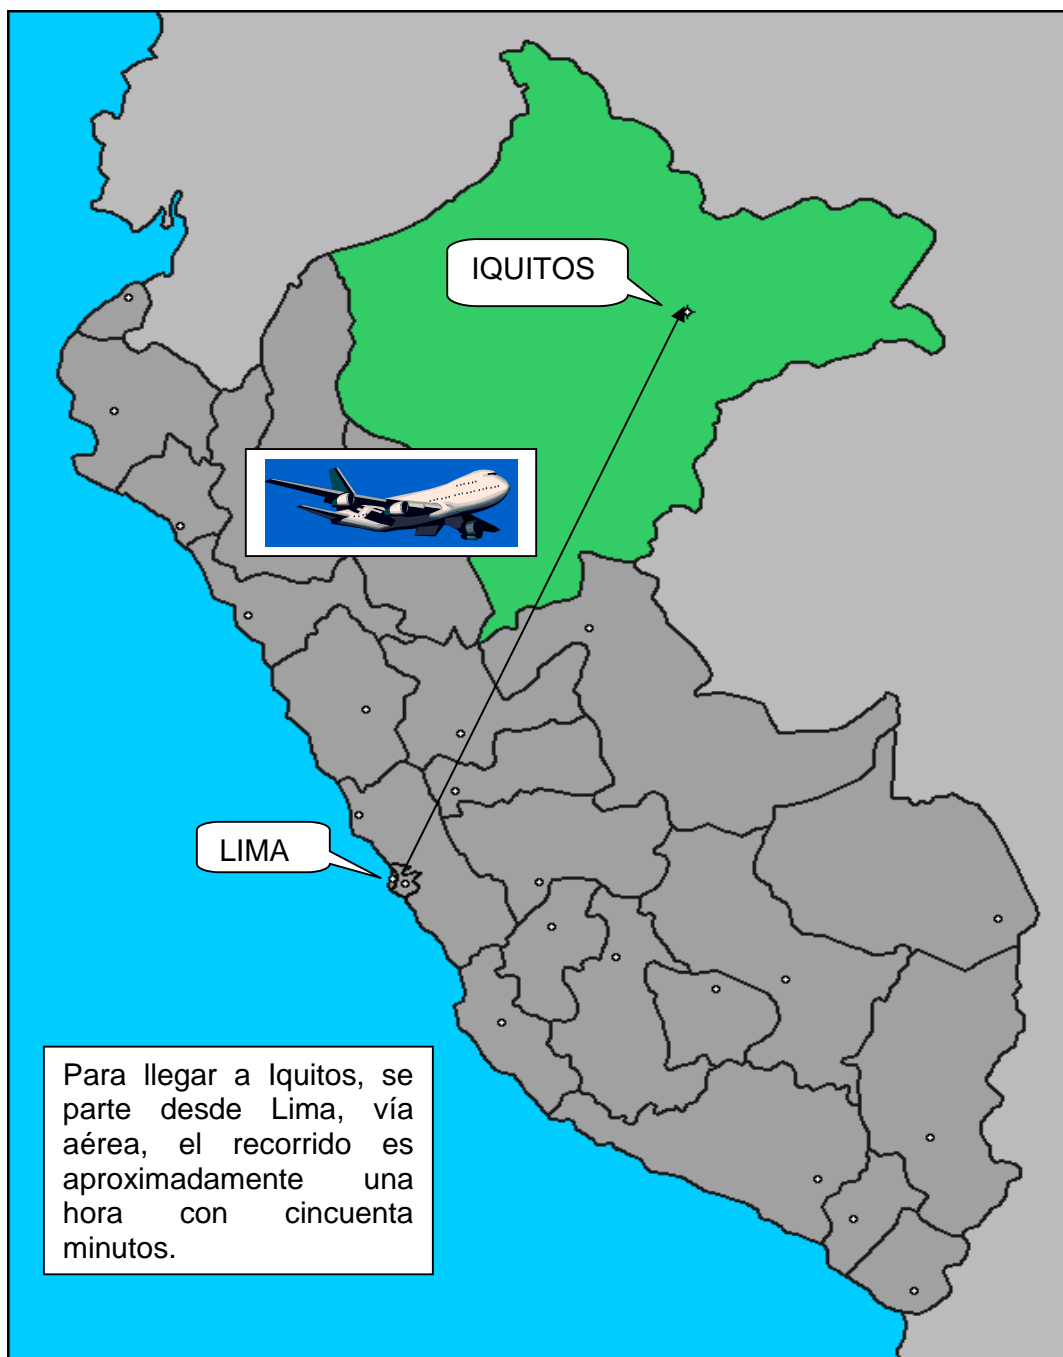 IQUITOS
LIMA
Para llegar a Iquitos, se
parte desde Lima, vía
aérea, el recorrido es
aproximadamente una
hora con cincuenta
minutos.